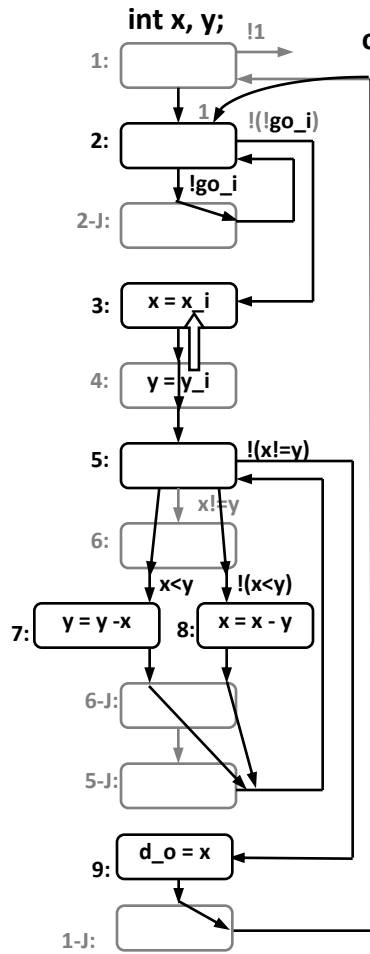 int x, y;
!1
c
1:
1
!(!go_i)
2:
!go_i
2-J:
3:
x = x_i
4:
y = y_i
5:
!(x!=y)
x!=y
6:
x<y
!(x<y)
7:
y = y -x
8:
x = x - y
6-J:
5-J:
9:
d_o = x
1-J: